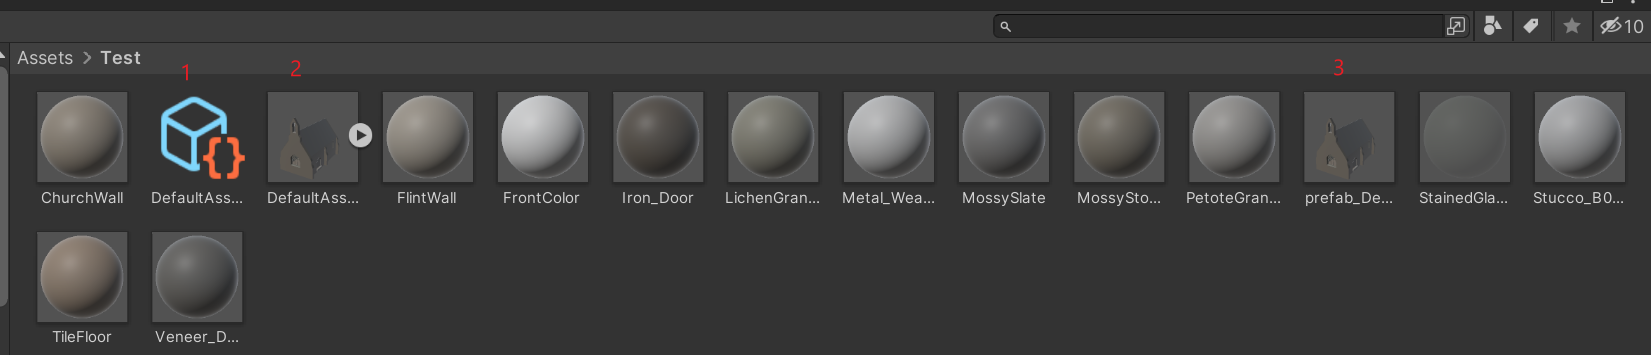 10
Assets > Test
1
2
3
ChurchWall
DefaultAss...
DefaultAss...
FlintWall
FrontColor
Iron_Door
LichenGran...
Metal_Wea...
MossySlate
MossySto...
PetoteGran...
prefab_De...
StainedGla...
Stucco_B0...
TileFloor
Veneer_D...